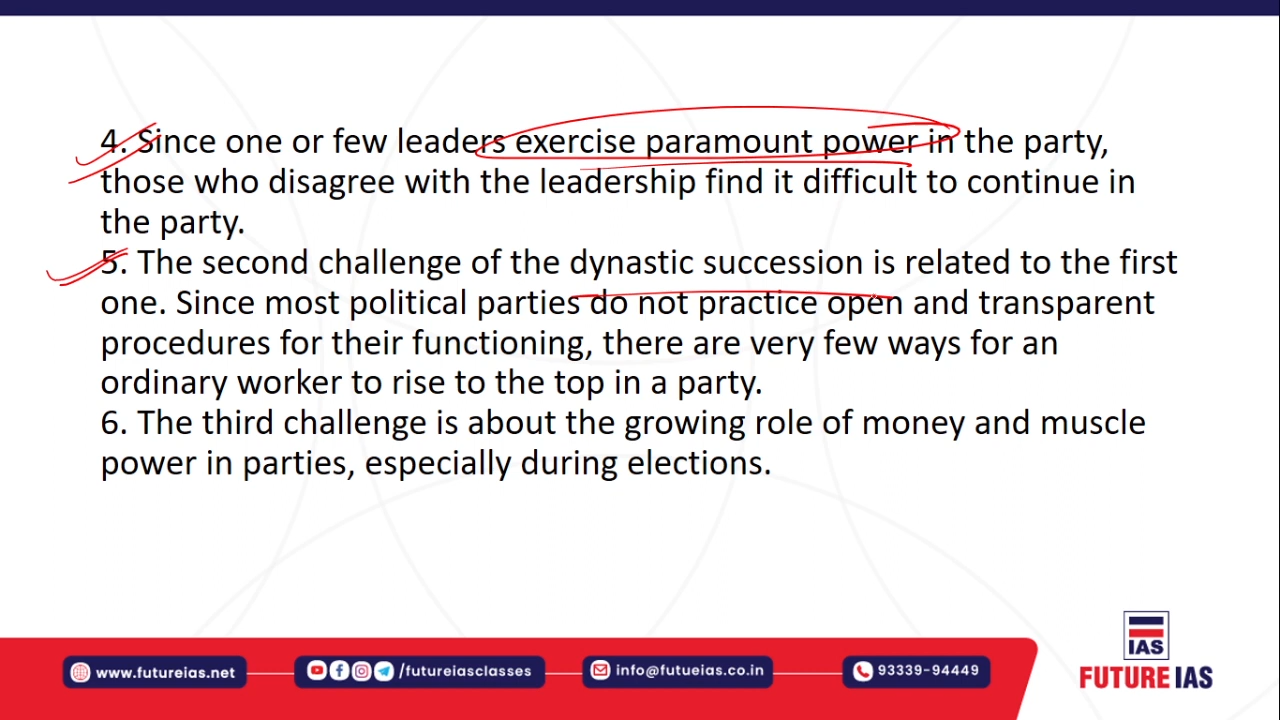 4. Since one or few leaders exercise paramount power in the party,
those who disagree with the leadership find it difficult to continue in
the party.
5. The second challenge of the dynastic succession is related to the first
one. Since most political parties do not practice open and transparent
procedures for their functioning, there are very few ways for an
ordinary worker to rise to the top in a party.
6. The third challenge is about the growing role of money and muscle
power in parties, especially during elections.
IAS
FUTURE IAS
www.futureias.net
/futureiasclasses
info@futueias.co.in
93339-94449